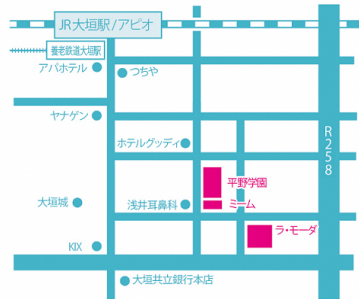 JR大垣駅/アピオ
養老鉄道大垣駅
アパホテル
つちや
ヤナゲン
ホテルグッディ
R258
平野学園
大垣城
浅井耳鼻科
ミーム
ラ・モーダ
KIX
大垣共立銀行本店